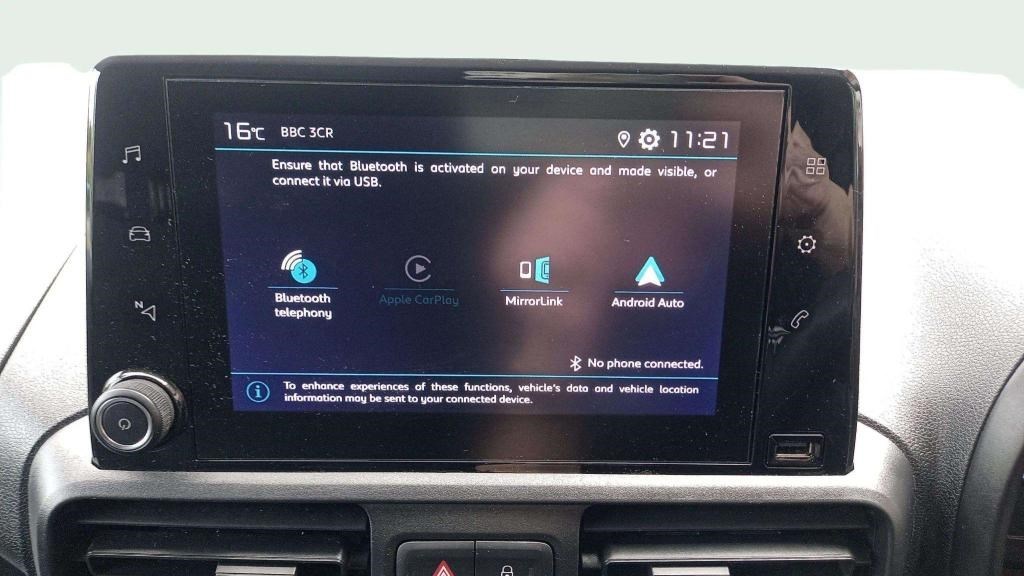 16°C BBC 3CR 11:21
Ensure that Bluetooth is activated on your device and made visible, or
connect it via USB.
Bluetooth
telephony
Apple CarPlay
MirrorLink
Android Auto
No phone connected.
To enhance experiences of these functions, vehicle's data and vehicle location
information may be sent to your connected device.
N